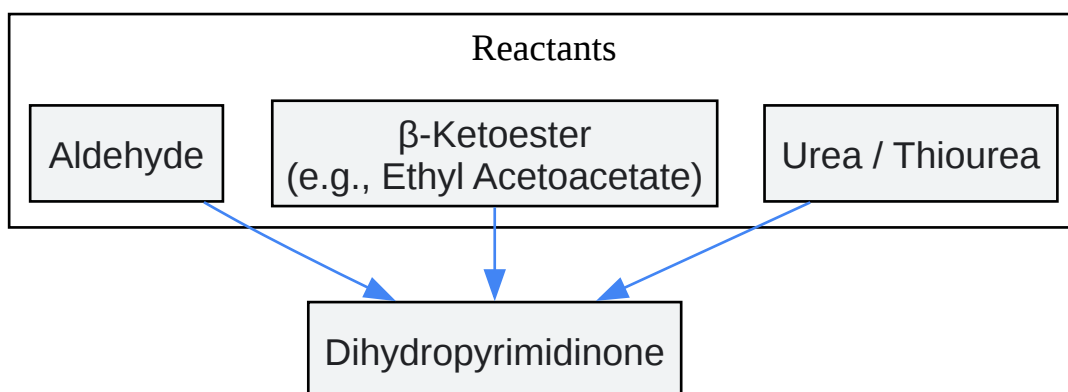 Reactants
Aldehyde
β-Ketoester
(e.g., Ethyl Acetoacetate)
Urea / Thiourea
Dihydropyrimidinone